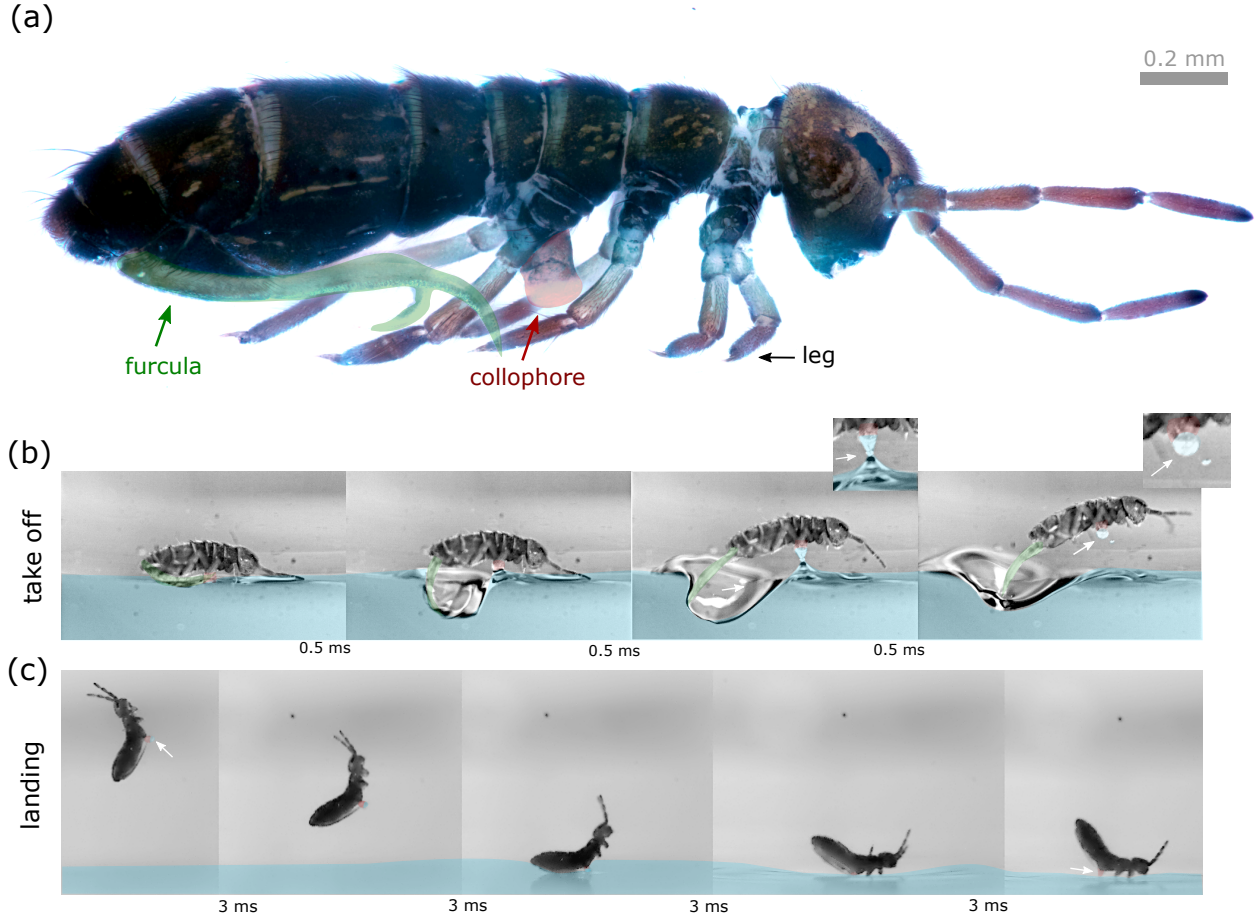 (a)
0.2 mm
furcula
collophore
leg
(b)
take off
0.5 ms
0.5 ms
0.5 ms
(c)
landing
3 ms
3 ms
3 ms
3 ms